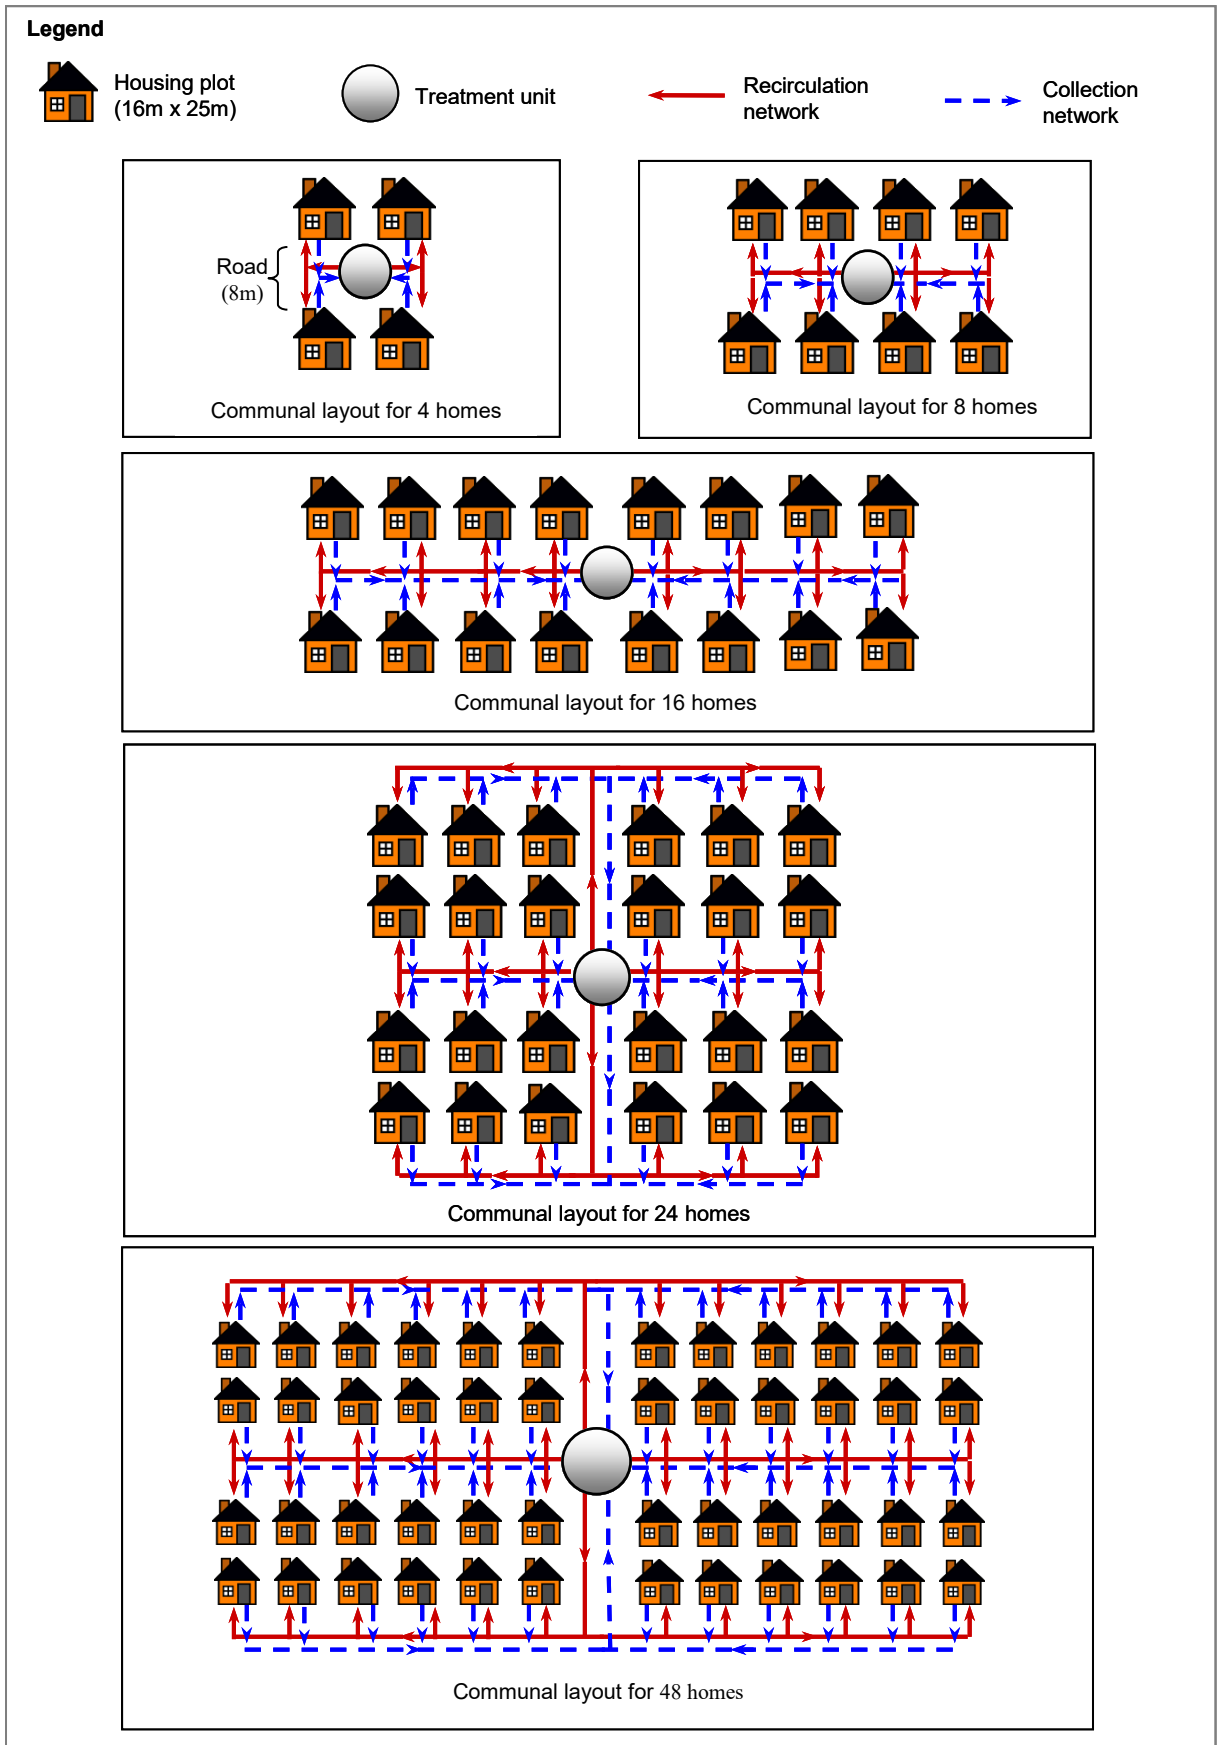 Legend
Housing plot
(16m x 25m)
Treatment unit
Recirculation
network
Collection
network
Road
(8m)
Communal layout for 4 homes
Communal layout for 8 homes
Communal layout for 16 homes
Communal layout for 24 homes
Communal layout for 48 homes